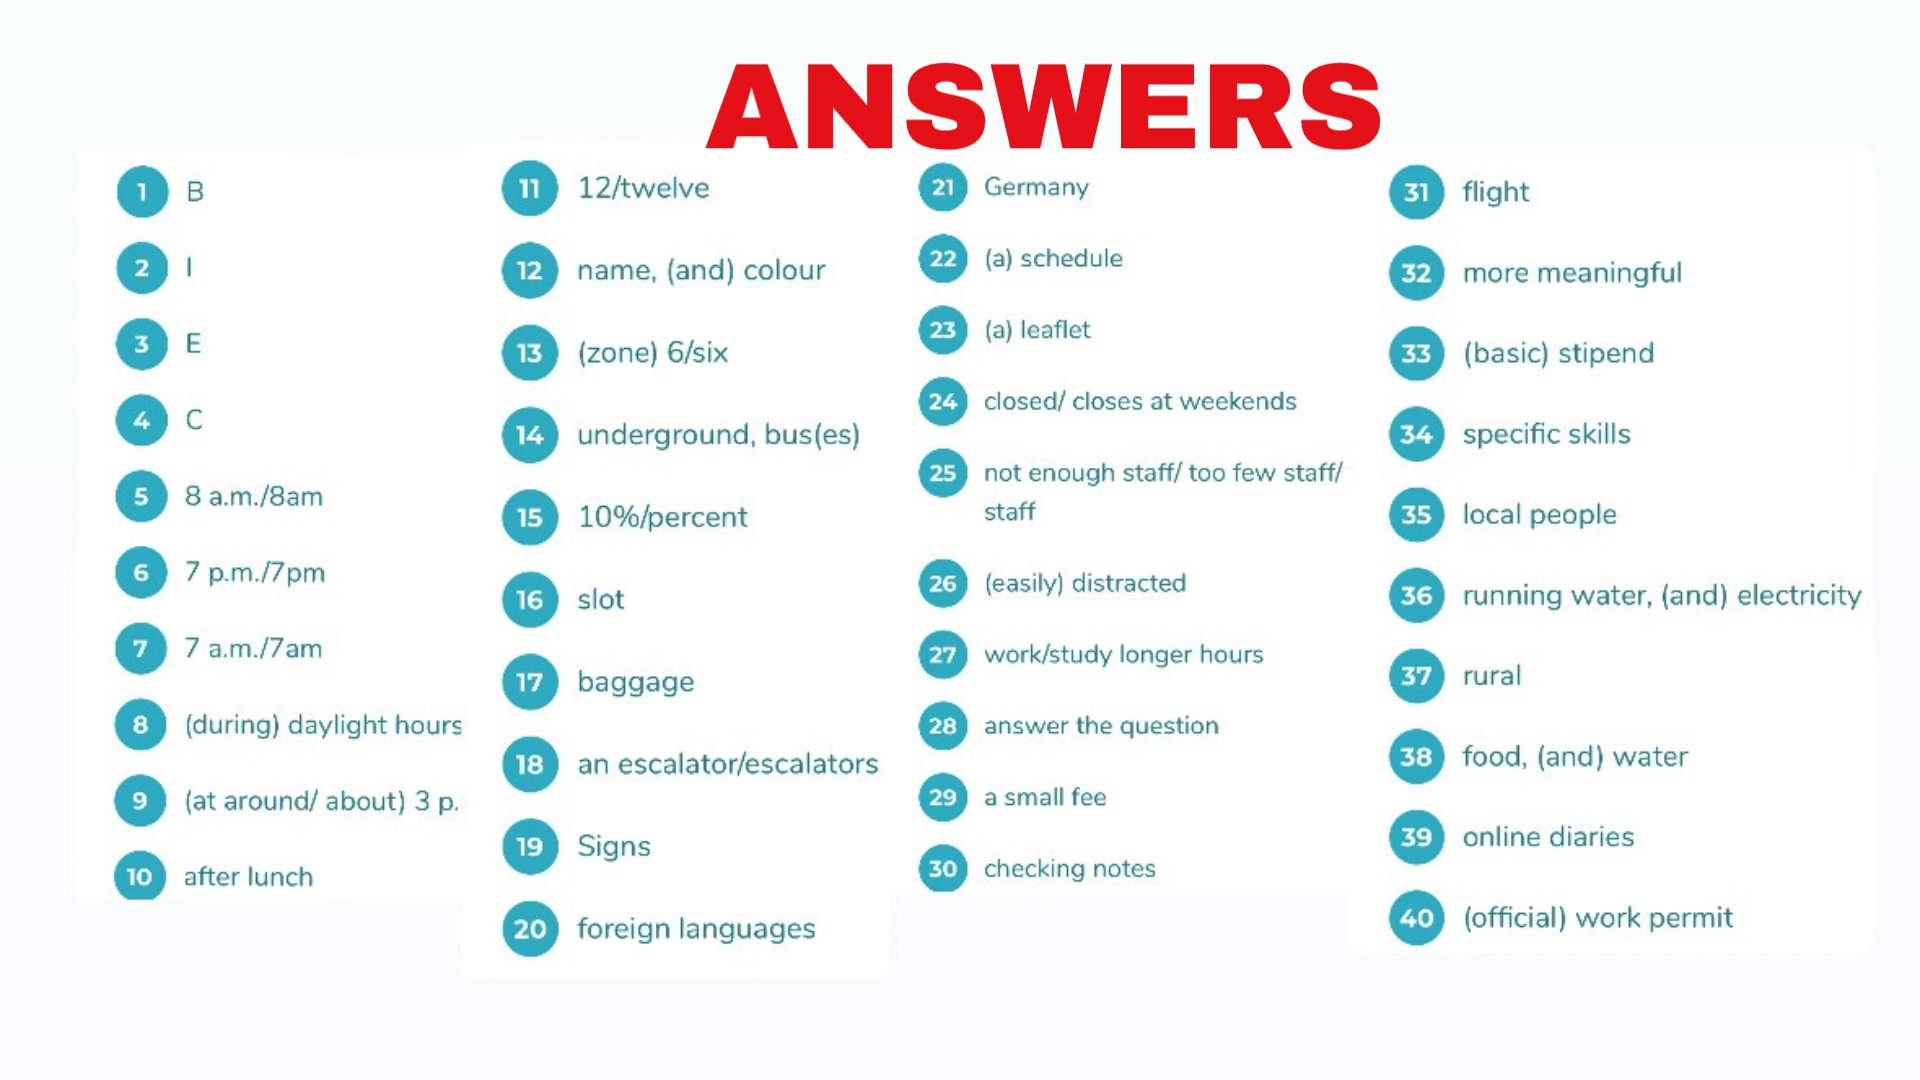 ANSWERS
1 B
2 I
3 E
4 C
5 8 a.m./8am
6 7 p.m./7pm
7 7 a.m./7am
8 (during) daylight hours
9 (at around/ about) 3 p.
10 after lunch
11 12/twelve
12 name, (and) colour
13 (zone) 6/six
14 underground, bus(es)
15 10%/percent
16 slot
17 baggage
18 an escalator/escalators
19 Signs
20 foreign languages
21 Germany
22 (a) schedule
23 (a) leaflet
24 closed/ closes at weekends
25 not enough staff/ too few staff/
staff
26 (easily) distracted
27 work/study longer hours
28 answer the question
29 a small fee
30 checking notes
31 flight
32 more meaningful
33 (basic) stipend
34 specific skills
35 local people
36 running water, (and) electricity
37 rural
38 food, (and) water
39 online diaries
40 (official) work permit